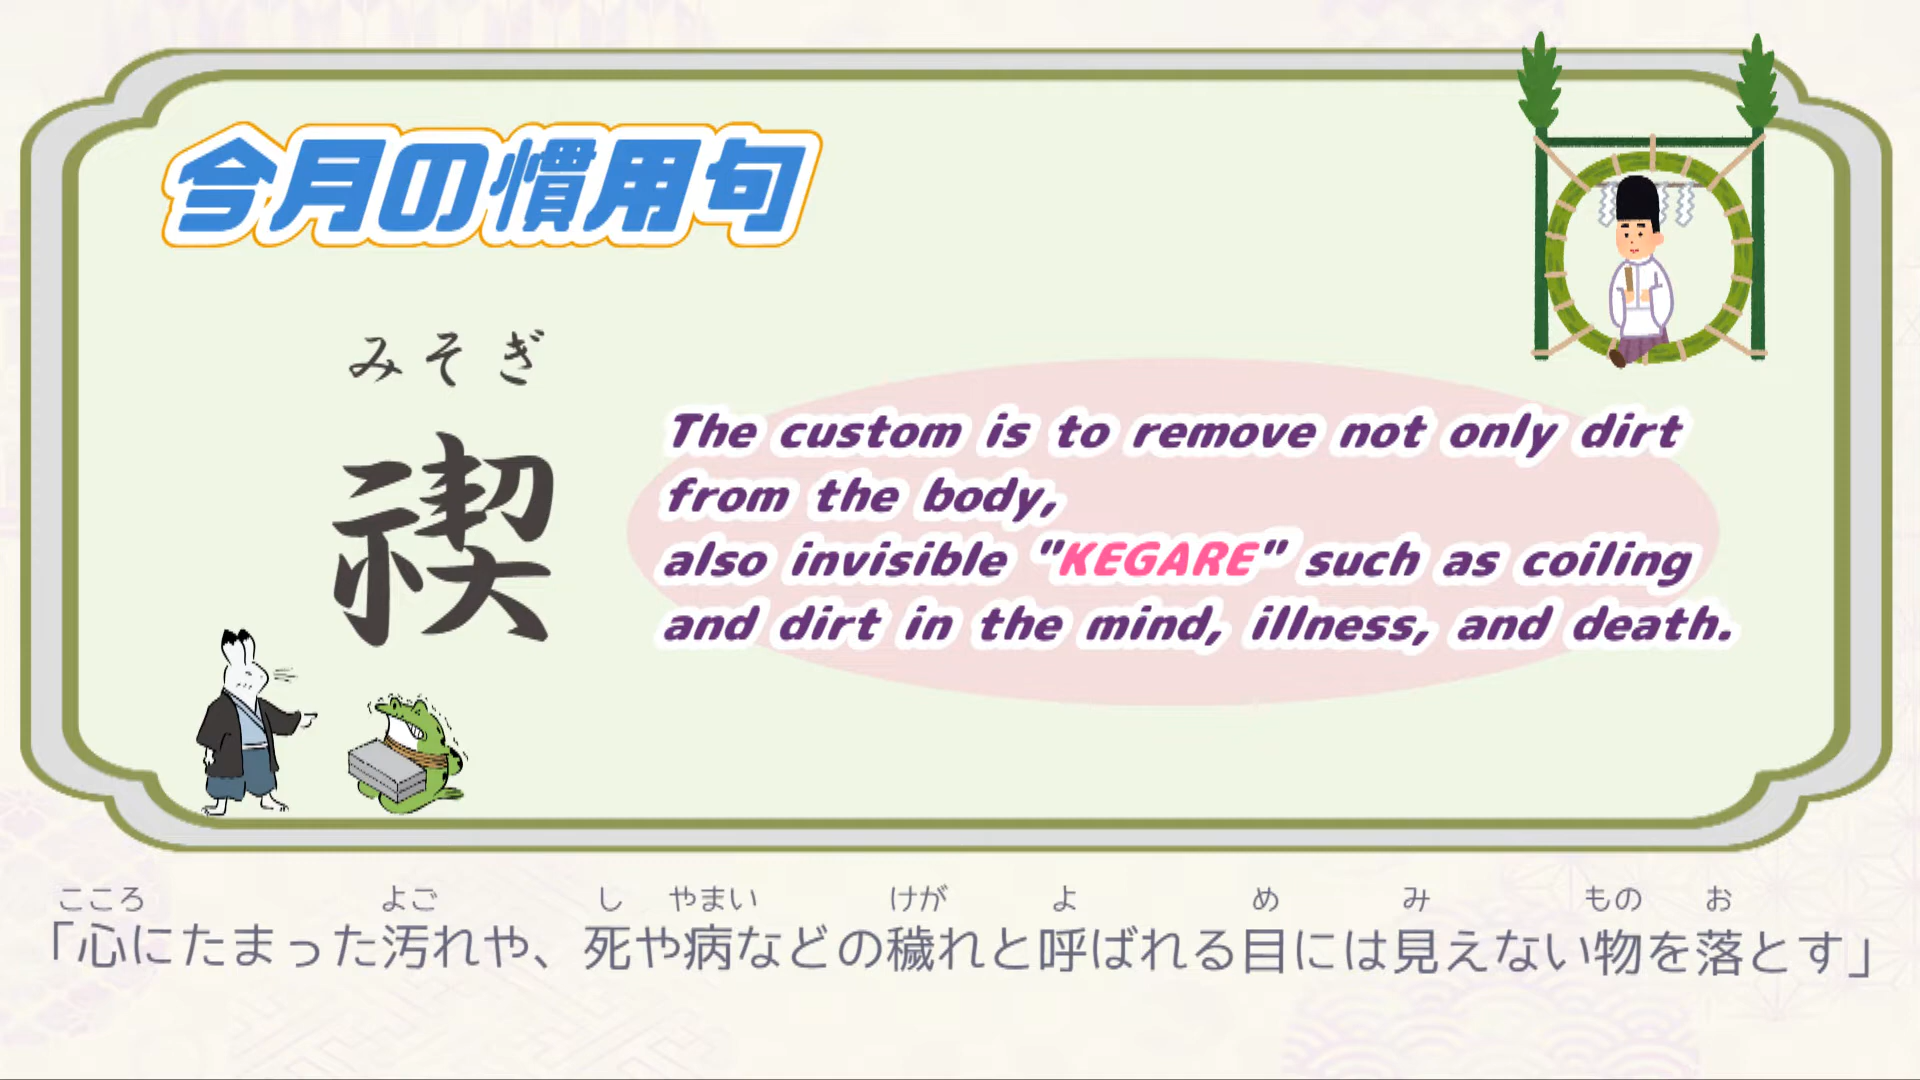 今月の慣用句
みそぎ
禊
The custom is to remove not only dirt
from the body,
also invisible "KEGARE" such as coiling
and dirt in the mind, illness, and death.
こころ よご し やまい けが よ め み もの お
「心にたまった汚れや、死や病などの穢れと呼ばれる目には見えない物を落とす」